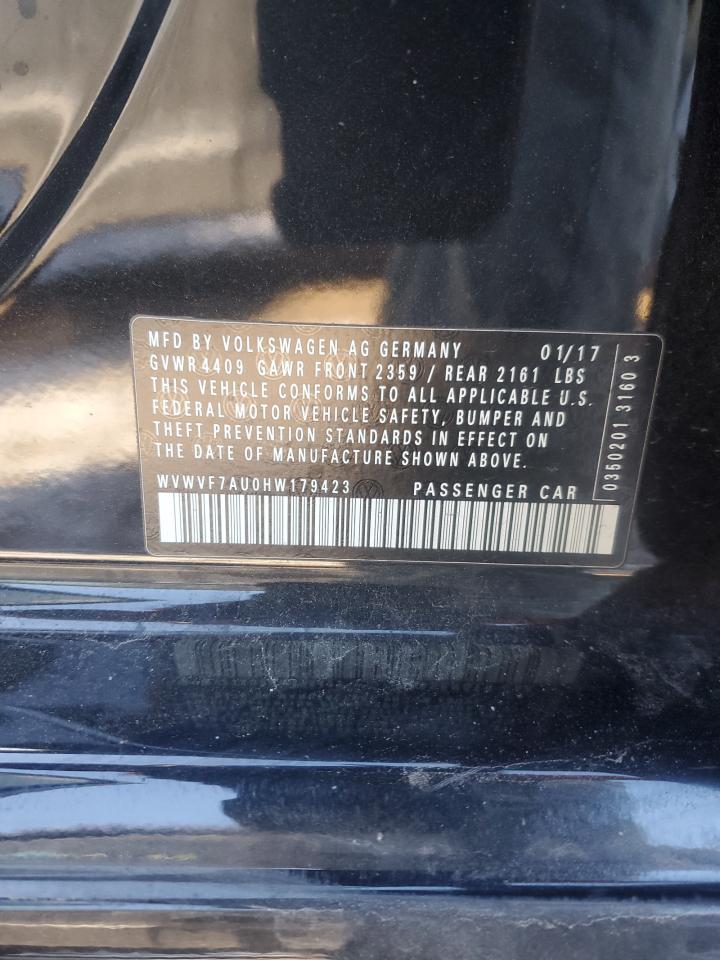 MFD BY VOLKSWAGEN AG GERMANY 01/17
GVWR 4409 GAWR FRONT 2359 / REAR 2161 LBS
THIS VEHICLE CONFORMS TO ALL APPLICABLE U.S.
FEDERAL MOTOR VEHICLE SAFETY, BUMPER AND
THEFT PREVENTION STANDARDS IN EFFECT ON
THE DATE OF MANUFACTURE SHOWN ABOVE.
WVWVF7AU0HW179423 PASSENGER CAR
0350201 3160 3